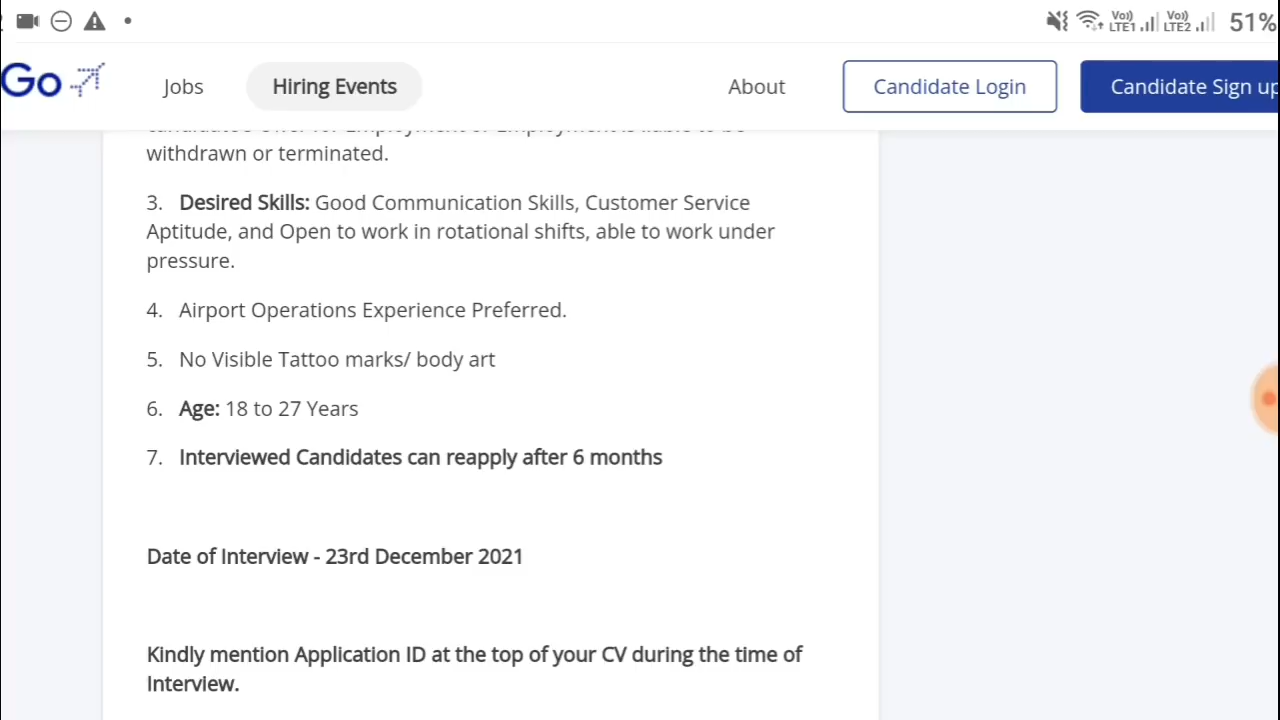 51%
Go
Jobs
Hiring Events
About
Candidate Login
Candidate Sign up
withdrawn or terminated.
3. Desired Skills: Good Communication Skills, Customer Service
Aptitude, and Open to work in rotational shifts, able to work under
pressure.
4. Airport Operations Experience Preferred.
5. No Visible Tattoo marks/ body art
6. Age: 18 to 27 Years
7. Interviewed Candidates can reapply after 6 months
Date of Interview - 23rd December 2021
Kindly mention Application ID at the top of your CV during the time of
Interview.